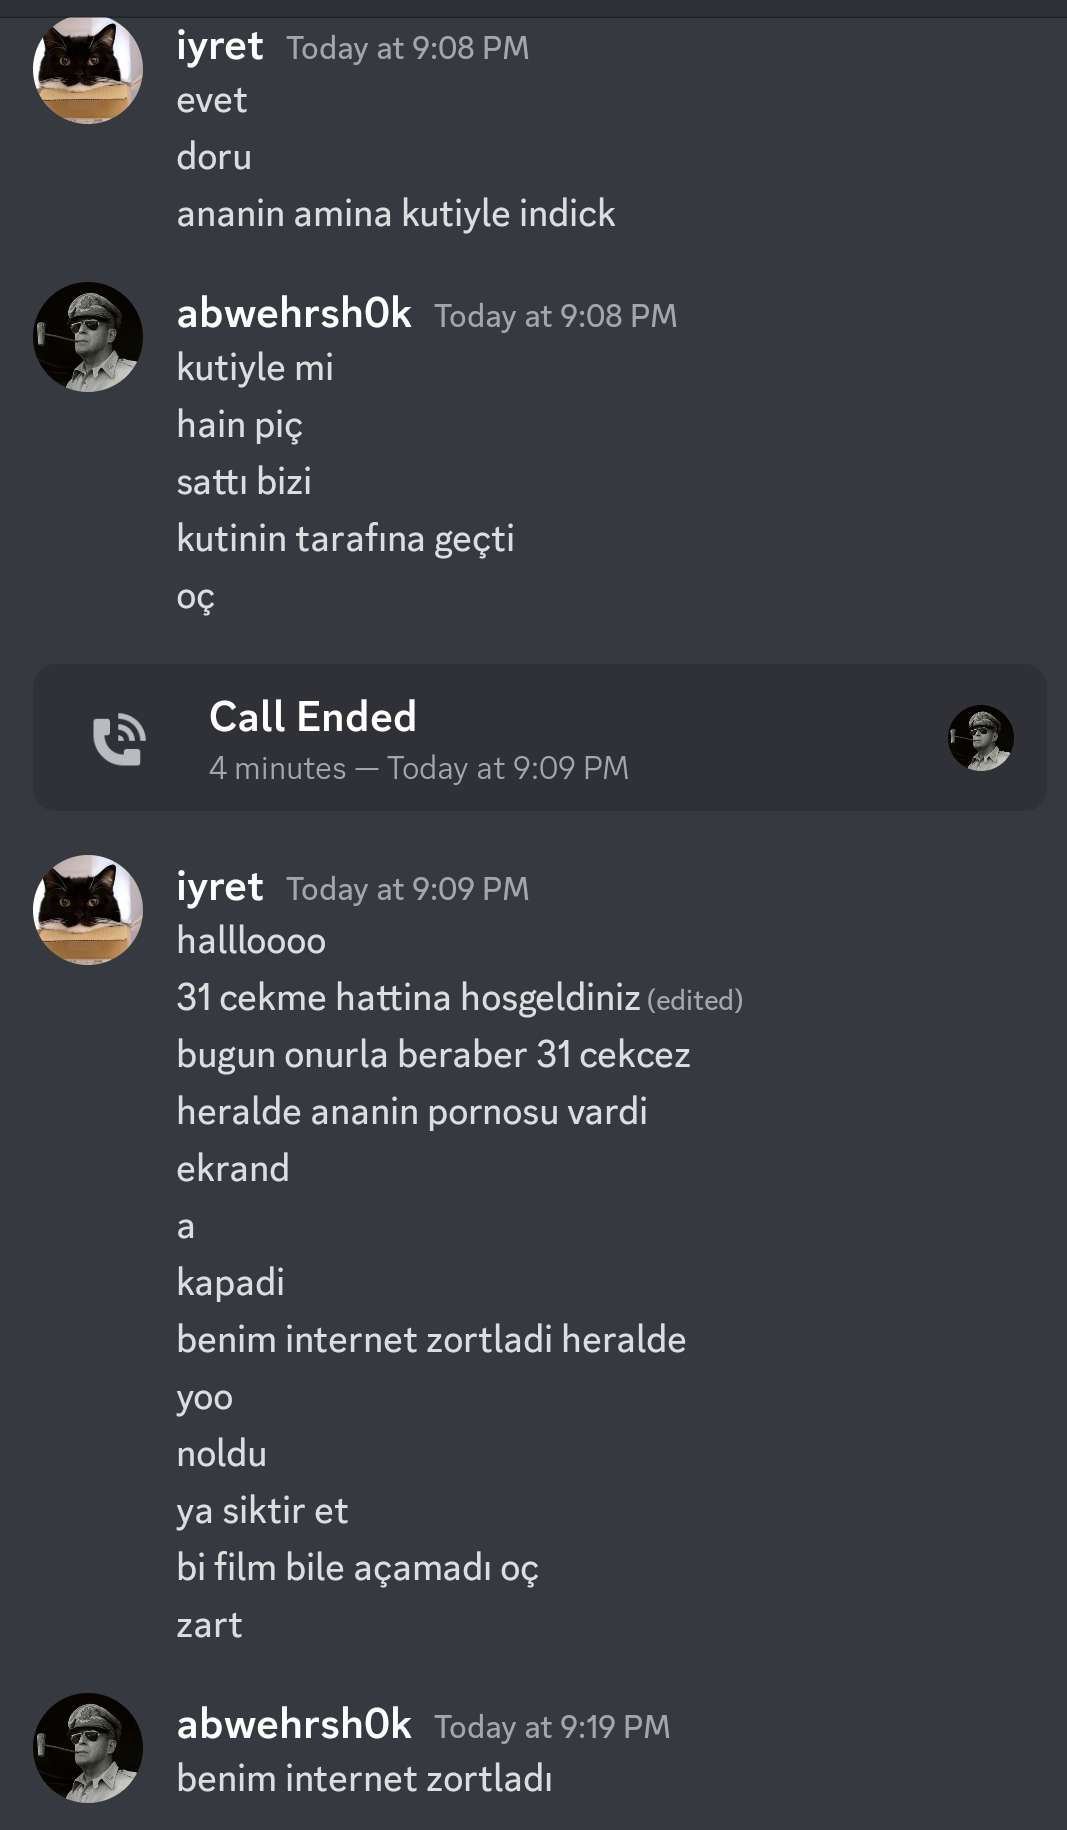 iyret Today at 9:08 PM
evet
doru
ananin amina kutiyle indick
abwehrsh0k Today at 9:08 PM
kutiyle mi
hain piç
sattı bizi
kutinin tarafına geçti
oç
Call Ended
4 minutes — Today at 9:09 PM
iyret Today at 9:09 PM
hallloooo
31 cekme hattina hosgeldiniz (edited)
bugun onurla beraber 31 cekcez
heralde ananin pornosu vardi
ekrand
a
kapadi
benim internet zortladi heralde
yoo
noldu
ya siktir et
bi film bile açamadı oç
zart
abwehrsh0k Today at 9:19 PM
benim internet zortladı